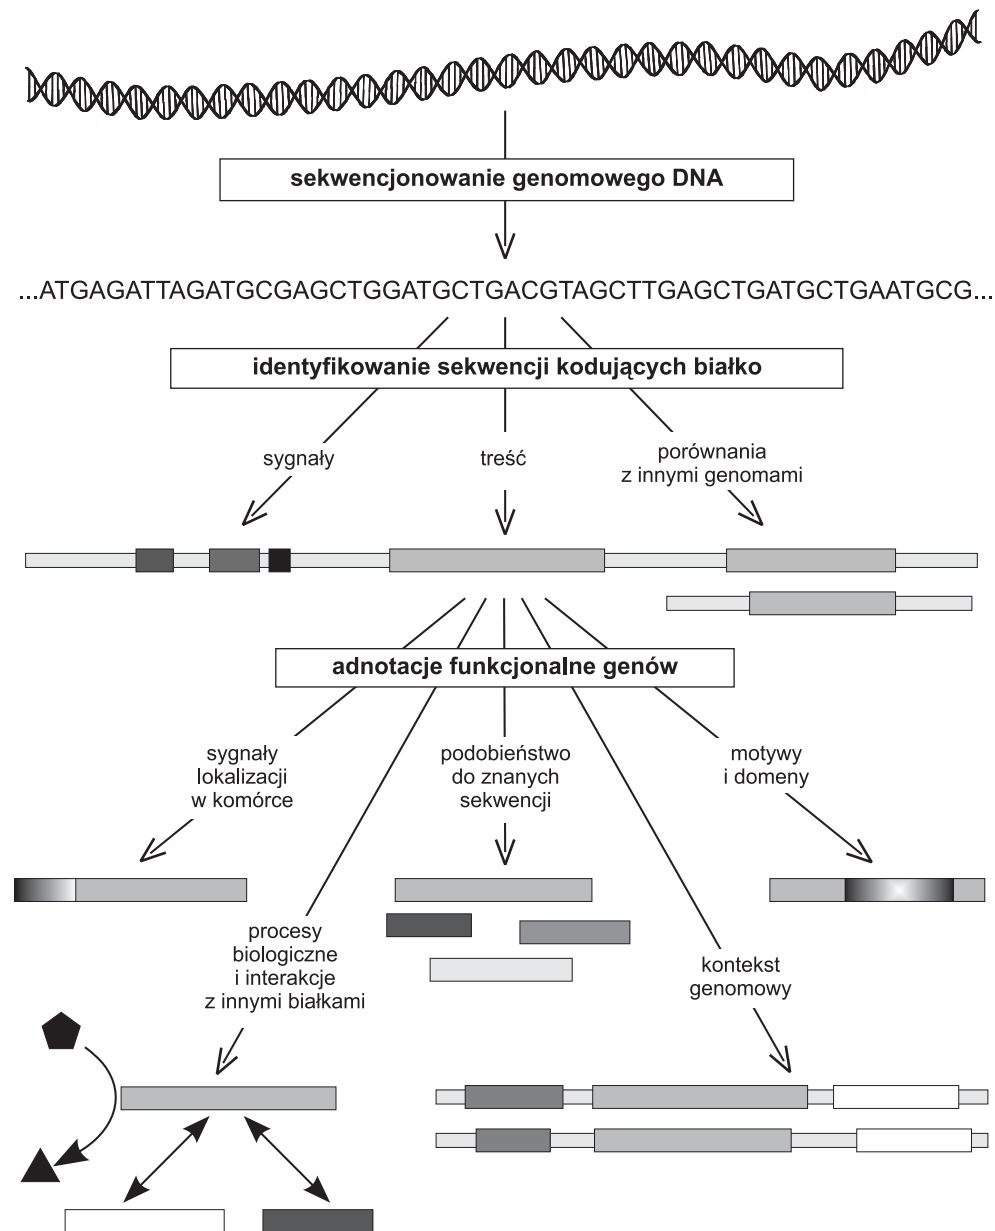 sekwencjonowanie genomowego DNA
...ATGAGATTAGATGCGAGCTGGATGCTGACGTAGCTTGAGCTGATGCTGAATGCG...
identyfikowanie sekwencji kodujących białko
sygnały
treść
porównania
z innymi genomami
adnotacje funkcjonalne genów
sygnały
lokalizacji
w komórce
podobieństwo
do znanych
sekwencji
motywy
i domeny
procesy
biologiczne
i interakcje
z innymi białkami
kontekst
genomowy